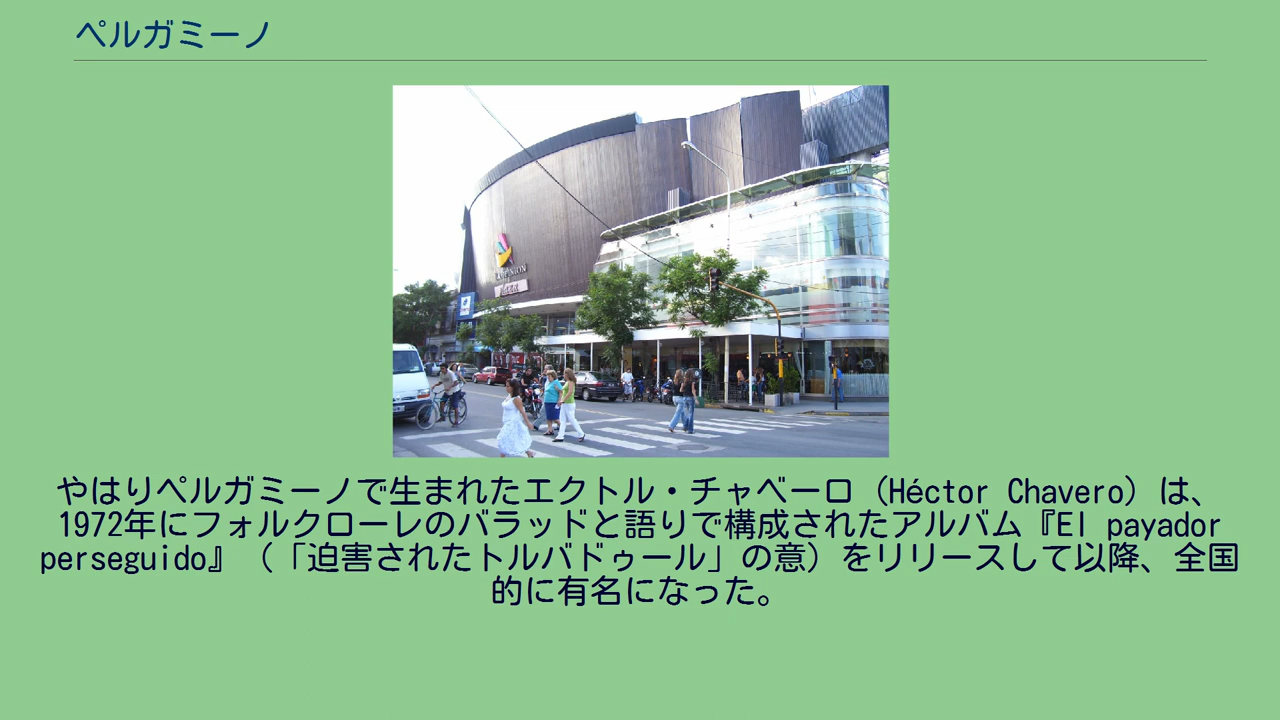 ペルガミーノ
やはりペルガミーノで生まれたエクトル・チャベーロ（Héctor Chavero）は、
1972年にフォルクローレのバラッドと語りで構成されたアルバム『El payador
perseguido』（「迫害されたトルバドゥール」の意）をリリースして以降、全国
的に有名になった。